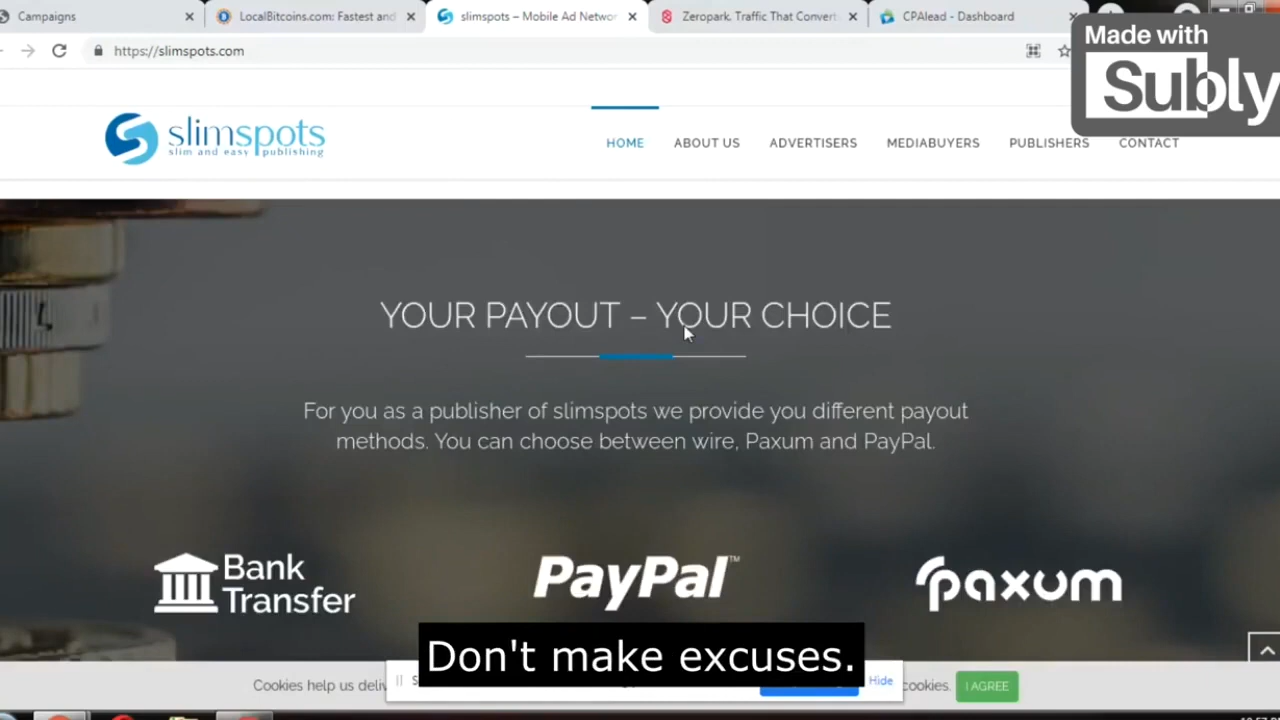 Campaigns
LocalBitcoins.com: Fastest and
slimspots – Mobile Ad Networ
Zeropark, Traffic That Convert
CPAlead - Dashboard
https://slimspots.com
Made with
Subly
slimspots
slim and easy publishing
HOME
ABOUT US
ADVERTISERS
MEDIABUYERS
PUBLISHERS
CONTACT
YOUR PAYOUT – YOUR CHOICE
For you as a publisher of slimspots we provide you different payout
methods. You can choose between wire, Paxum and PayPal.
Bank
Transfer
PayPal™
paxum
Don't make excuses.
Cookies help us deliv
Hide
cookies.
I AGREE